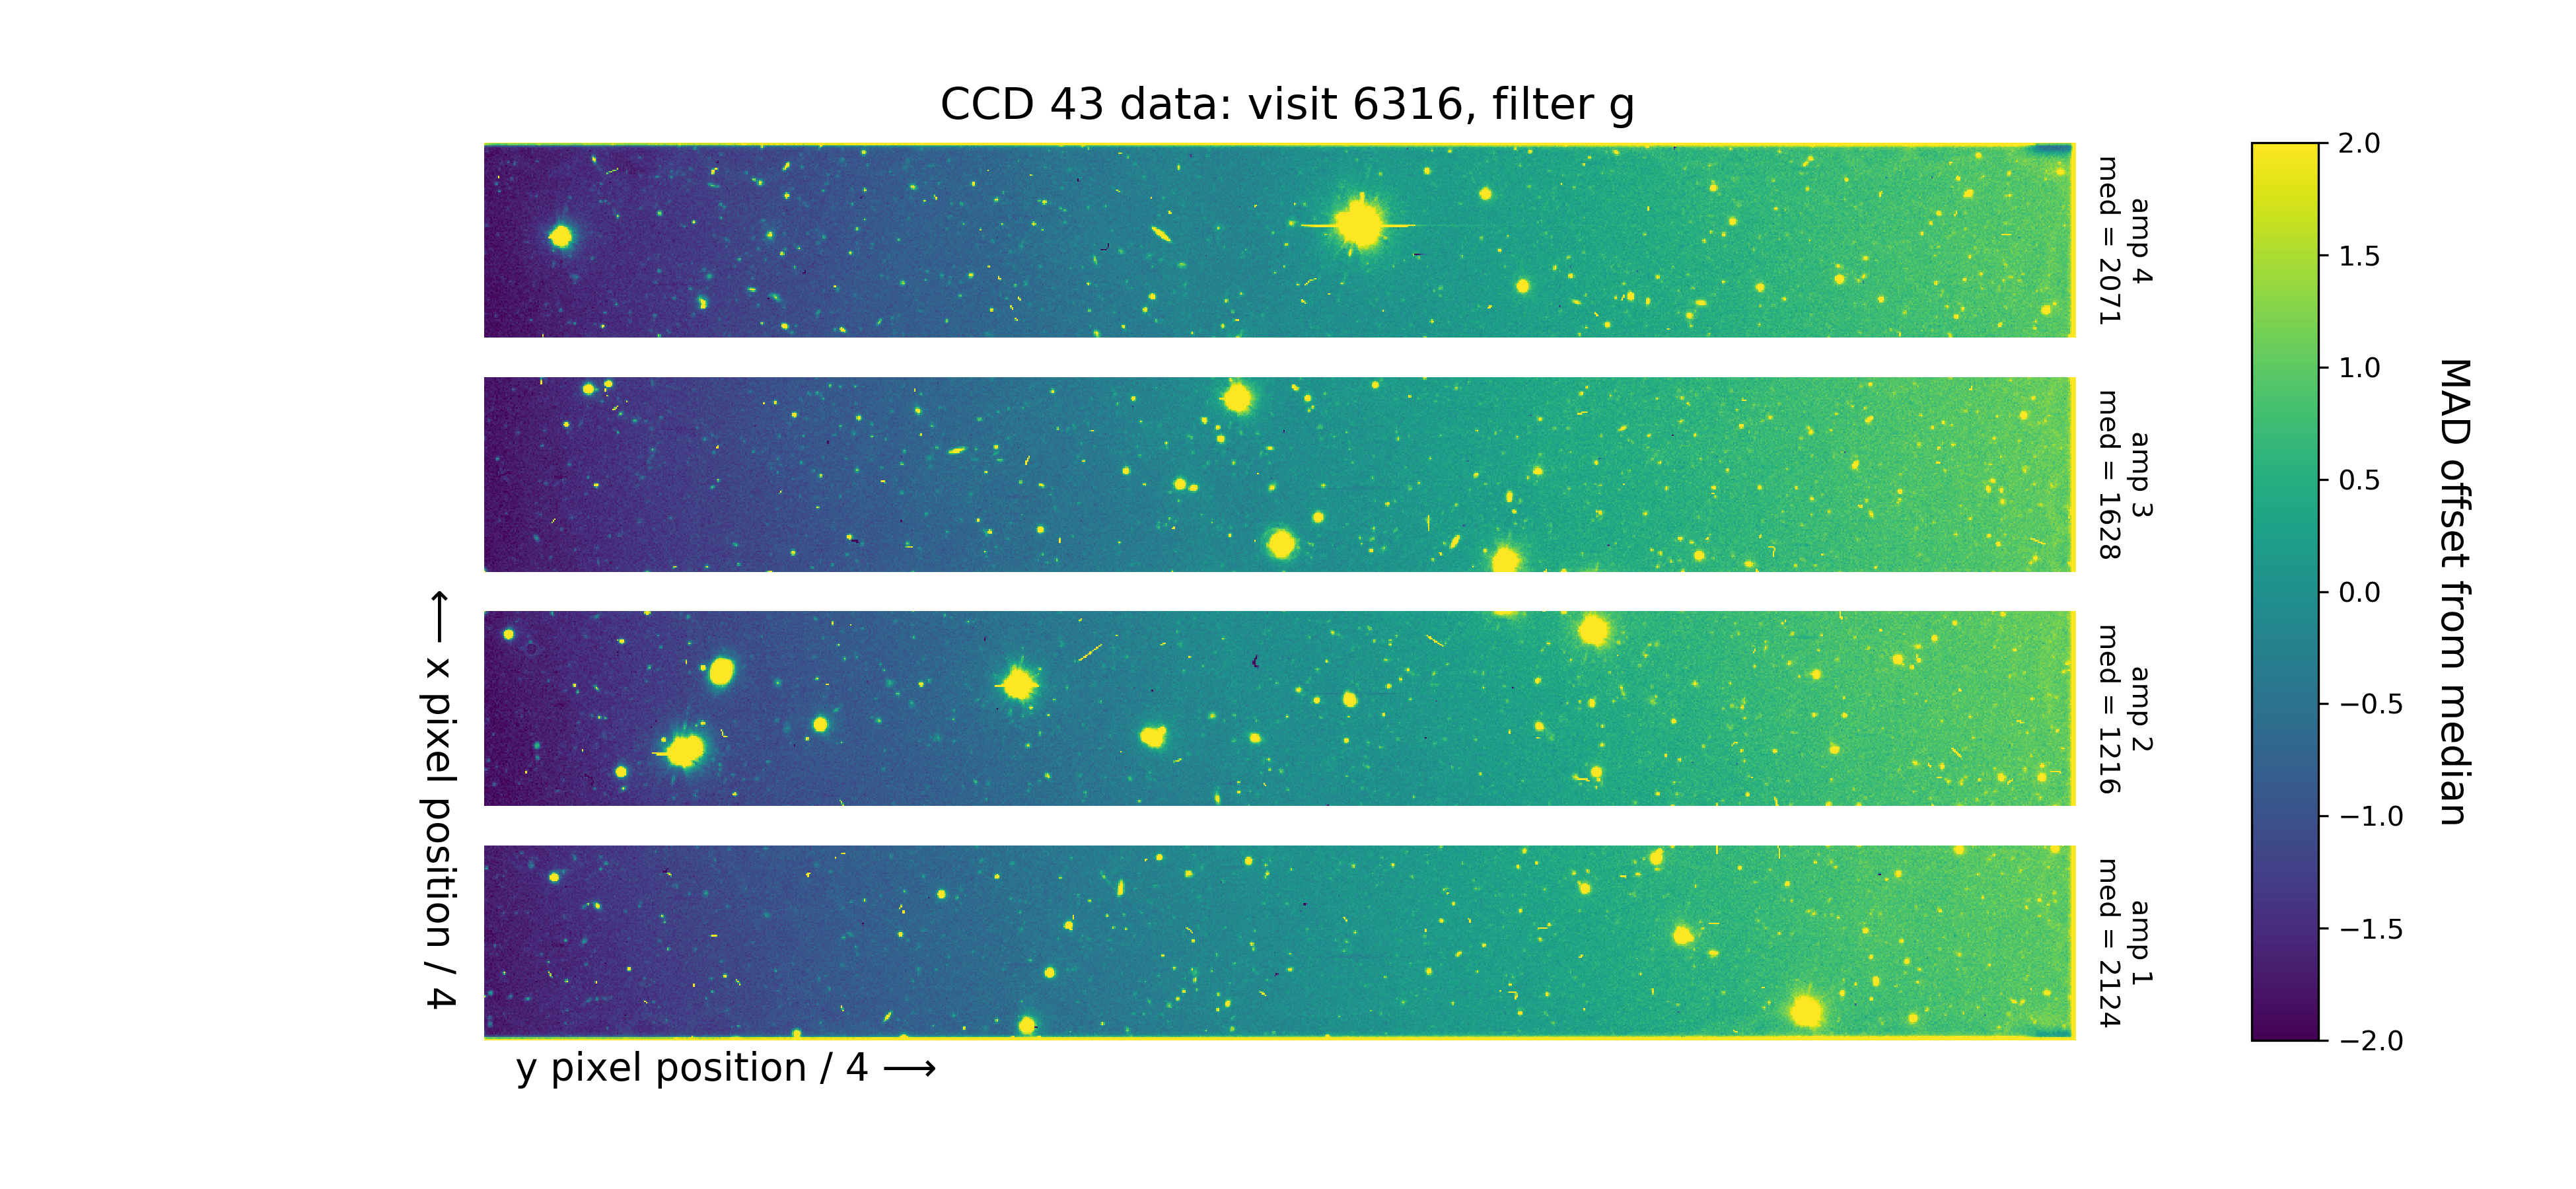 CCD 43 data: visit 6316, filter g
amp 4
med = 2071
amp 3
med = 1628
amp 2
med = 1216
amp 1
med = 2124
⟵ x pixel position / 4
y pixel position / 4 ⟶
2.0
1.5
1.0
0.5
0.0
−0.5
−1.0
−1.5
−2.0
MAD offset from median